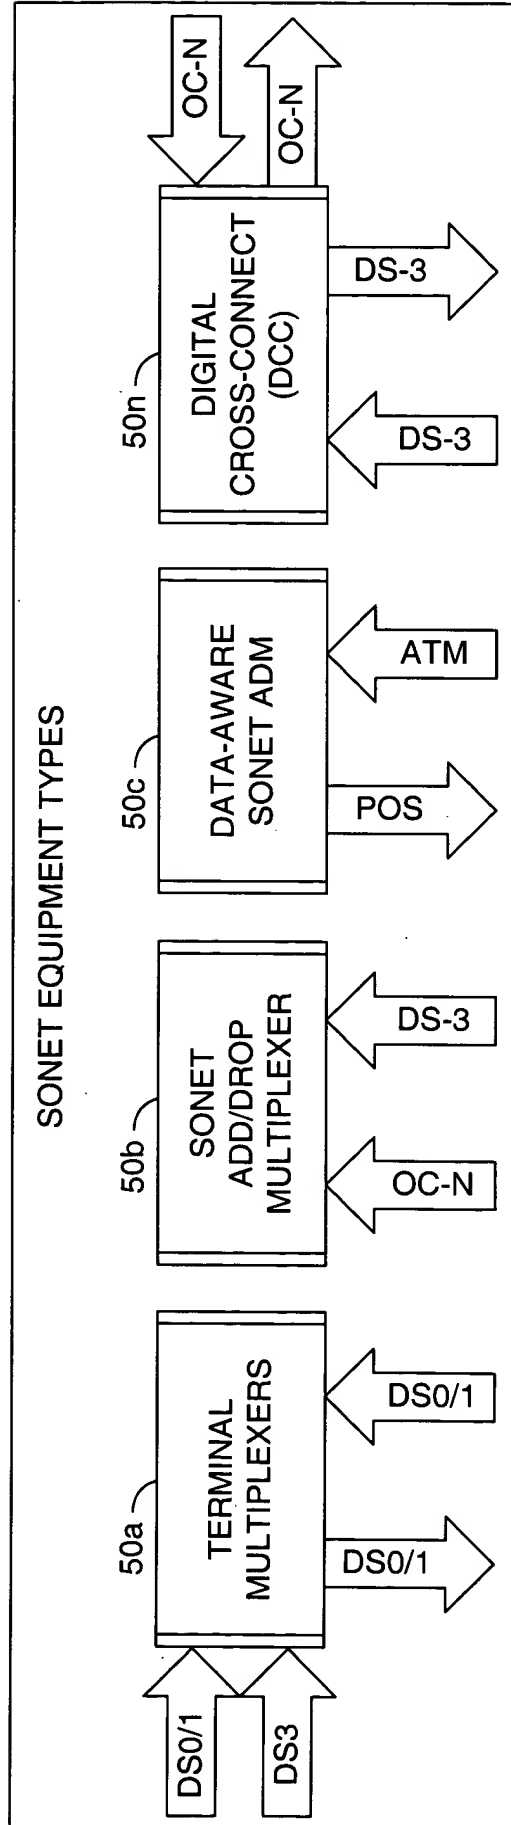 SONET EQUIPMENT TYPES
50a
TERMINAL
MULTIPLEXERS
DS0/1
DS3
DS0/1
DS0/1
50b
SONET
ADD/DROP
MULTIPLEXER
OC-N
DS-3
50c
DATA-AWARE
SONET ADM
POS
ATM
50n
DIGITAL
CROSS-CONNECT
(DCC)
DS-3
DS-3
OC-N
OC-N